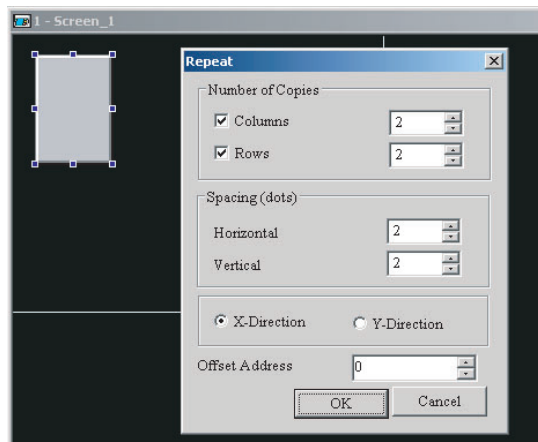 1 - Screen_1
Repeat
Number of Copies
Columns 2
Rows 2
Spacing (dots)
Horizontal 2
Vertical 2
X-Direction Y-Direction
Offset Address 0
OK Cancel